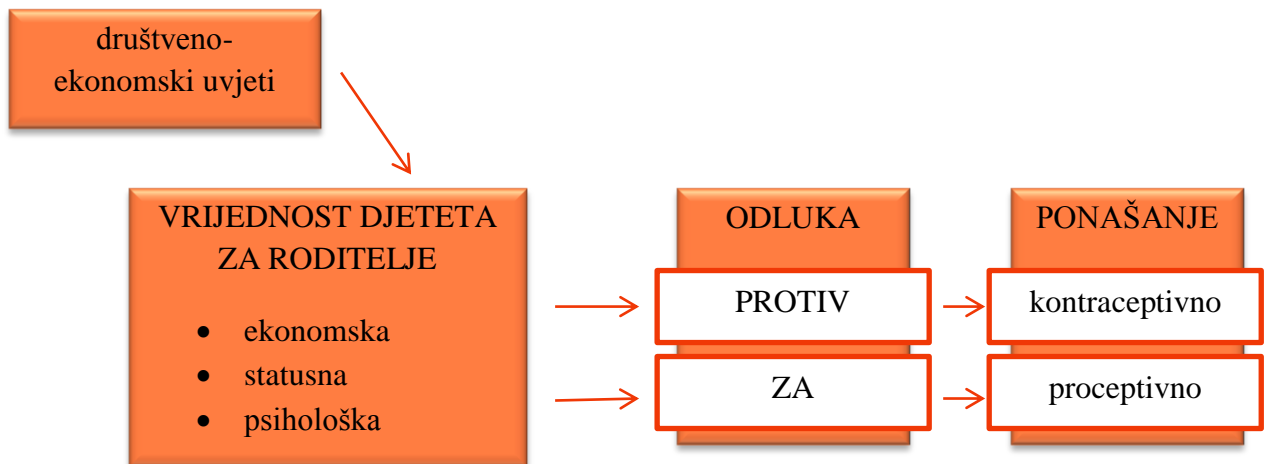 društveno-
ekonomski uvjeti
VRIJEDNOST DJETETA
ZA RODITELJE
• ekonomska
• statusna
• psihološka
ODLUKA
PROTIV
ZA
PONAŠANJE
kontraceptivno
proceptivno